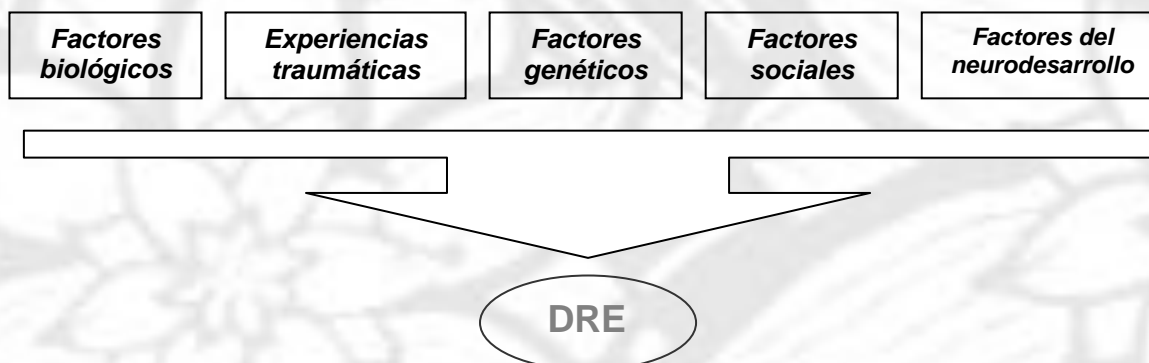 Factores
biológicos
Experiencias
traumáticas
Factores
genéticos
Factores
sociales
Factores del
neurodesarrollo
DRE